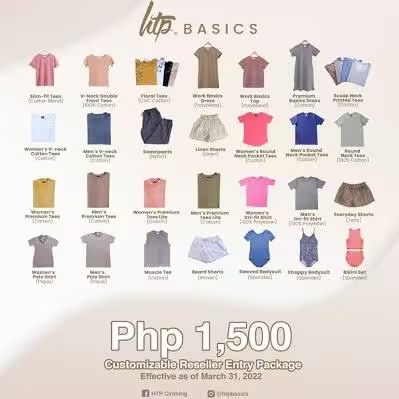 htp. BASICS
Slim-fit Tees
(Cotton Blend)
V-Neck Double
Front Tees
(100% Cotton)
Floral Tees
(CVC Cotton)
Work Basics
Dress
(Polyblend)
Work Basics
Top
(Polyblend)
Premium
Basics Dress
(Cotton)
Scoop Neck
Printed Tees
(Cotton)
Women's V-neck
Cotton Tees
(Cotton)
Men's V-neck
Cotton Tees
(Cotton)
Sweatpants
(Nylon)
Linen Shorts
(Linen)
Women's Round
Neck Pocket Tees
(Cotton)
Men's Round
Neck Pocket Tees
(Cotton)
Round
Neck Tees
(100% Cotton)
Women's
Premium Tees
(Cotton)
Men's
Premium Tees
(Cotton)
Women's Premium
Tees Lite
(Cotton)
Men's Premium
Tees Lite
(Cotton)
Women's
Dri-fit Shirt
(100% Polyester)
Men's
Dri-fit Shirt
(100% Polyester)
Everyday Shorts
Women's
Polo Shirt
(Pique)
Men's
Polo Shirt
(Pique)
Muscle Tee
(Cotton)
Board Shorts
(Woven)
Sleeved Bodysuit
(Spandex)
Strappy Bodysuit
(Spandex)
Bikini Set
(Spandex)
Php 1,500
Customizable Reseller Entry Package
Effective as of March 31, 2022
HTP Clothing
@htpbasics